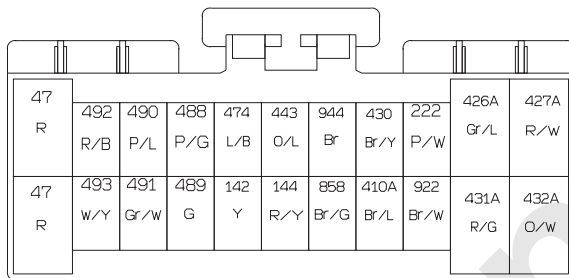 47 492 490 488 474 443 944 430 222 426A 427A
R R/B P/L P/G L/B O/L Br Br/Y P/W Gr/L R/W
47 493 491 489 142 144 858 410A 922 431A 432A
R W/Y Gr/W G Y R/Y Br/G Br/L Br/W R/G O/W